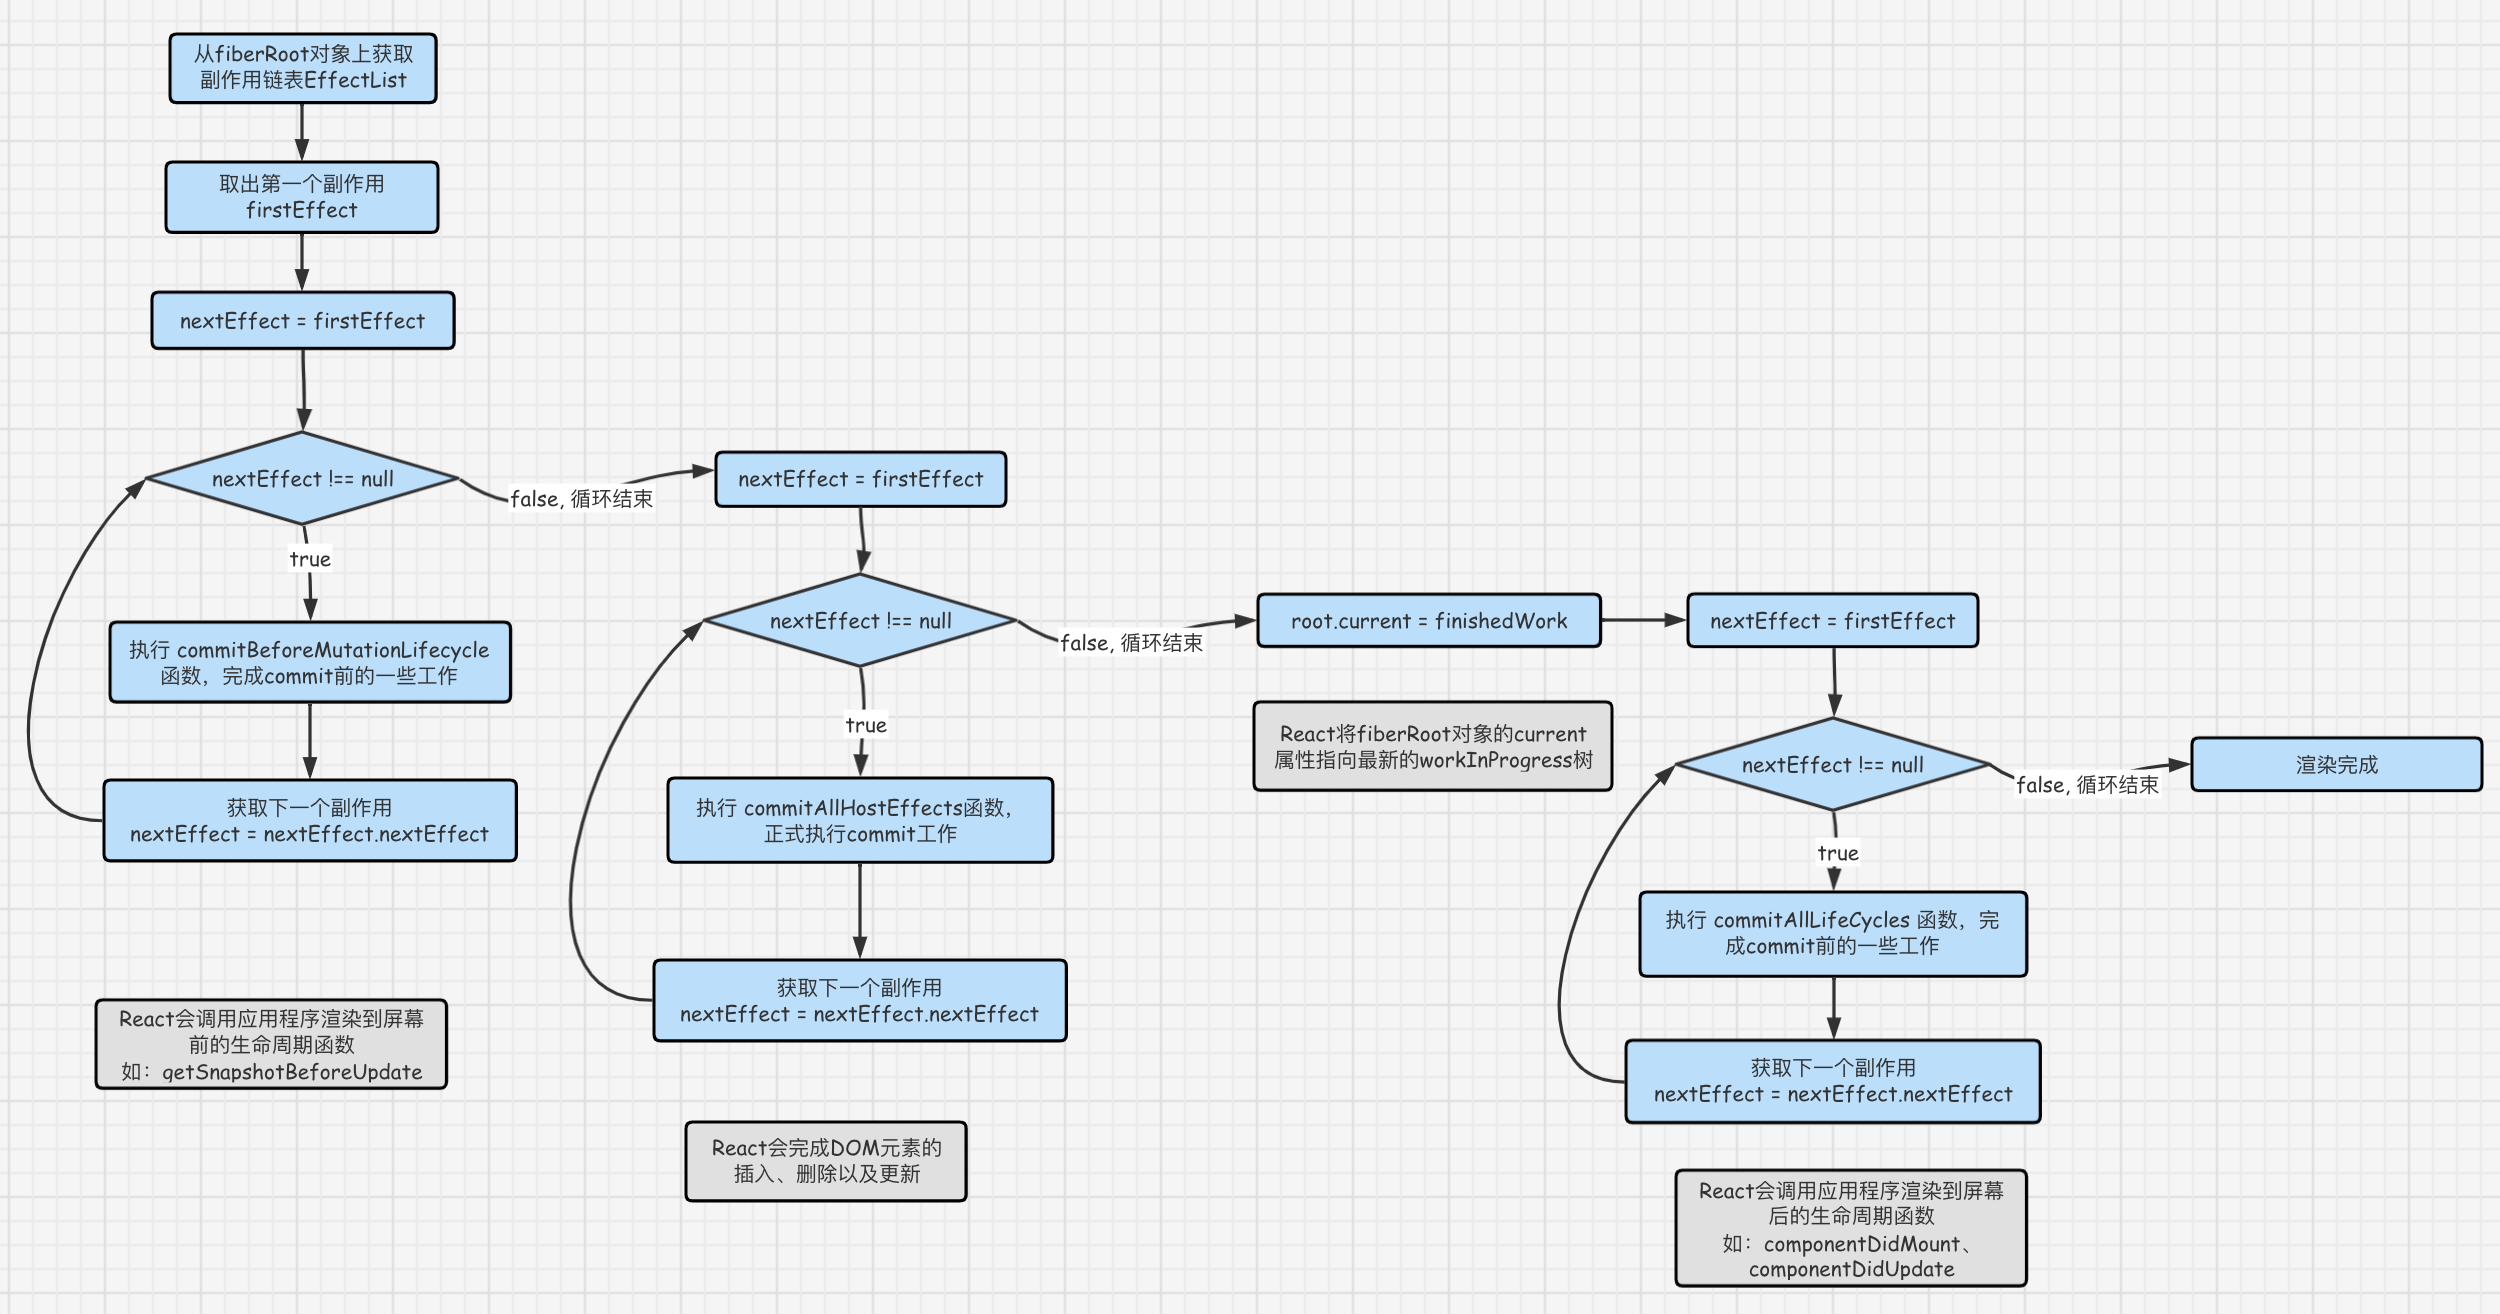 从fiberRoot对象上获取
副作用链表EffectList
取出第一个副作用
firstEffect
nextEffect = firstEffect
nextEffect !== null
false, 循环结束
true
执行 commitBeforeMutationLifecycle
函数，完成commit前的一些工作
获取下一个副作用
nextEffect = nextEffect.nextEffect
React会调用应用程序渲染到屏幕
前的生命周期函数
如：getSnapshotBeforeUpdate
nextEffect = firstEffect
nextEffect !== null
false, 循环结束
true
执行 commitAllHostEffects函数，
正式执行commit工作
获取下一个副作用
nextEffect = nextEffect.nextEffect
React会完成DOM元素的
插入、删除以及更新
root.current = finishedWork
React将fiberRoot对象的current
属性指向最新的workInProgress树
nextEffect = firstEffect
nextEffect !== null
false, 循环结束
true
执行 commitAllLifeCycles 函数，完
成commit前的一些工作
获取下一个副作用
nextEffect = nextEffect.nextEffect
React会调用应用程序渲染到屏幕
后的生命周期函数
如：componentDidMount、
componentDidUpdate
渲染完成